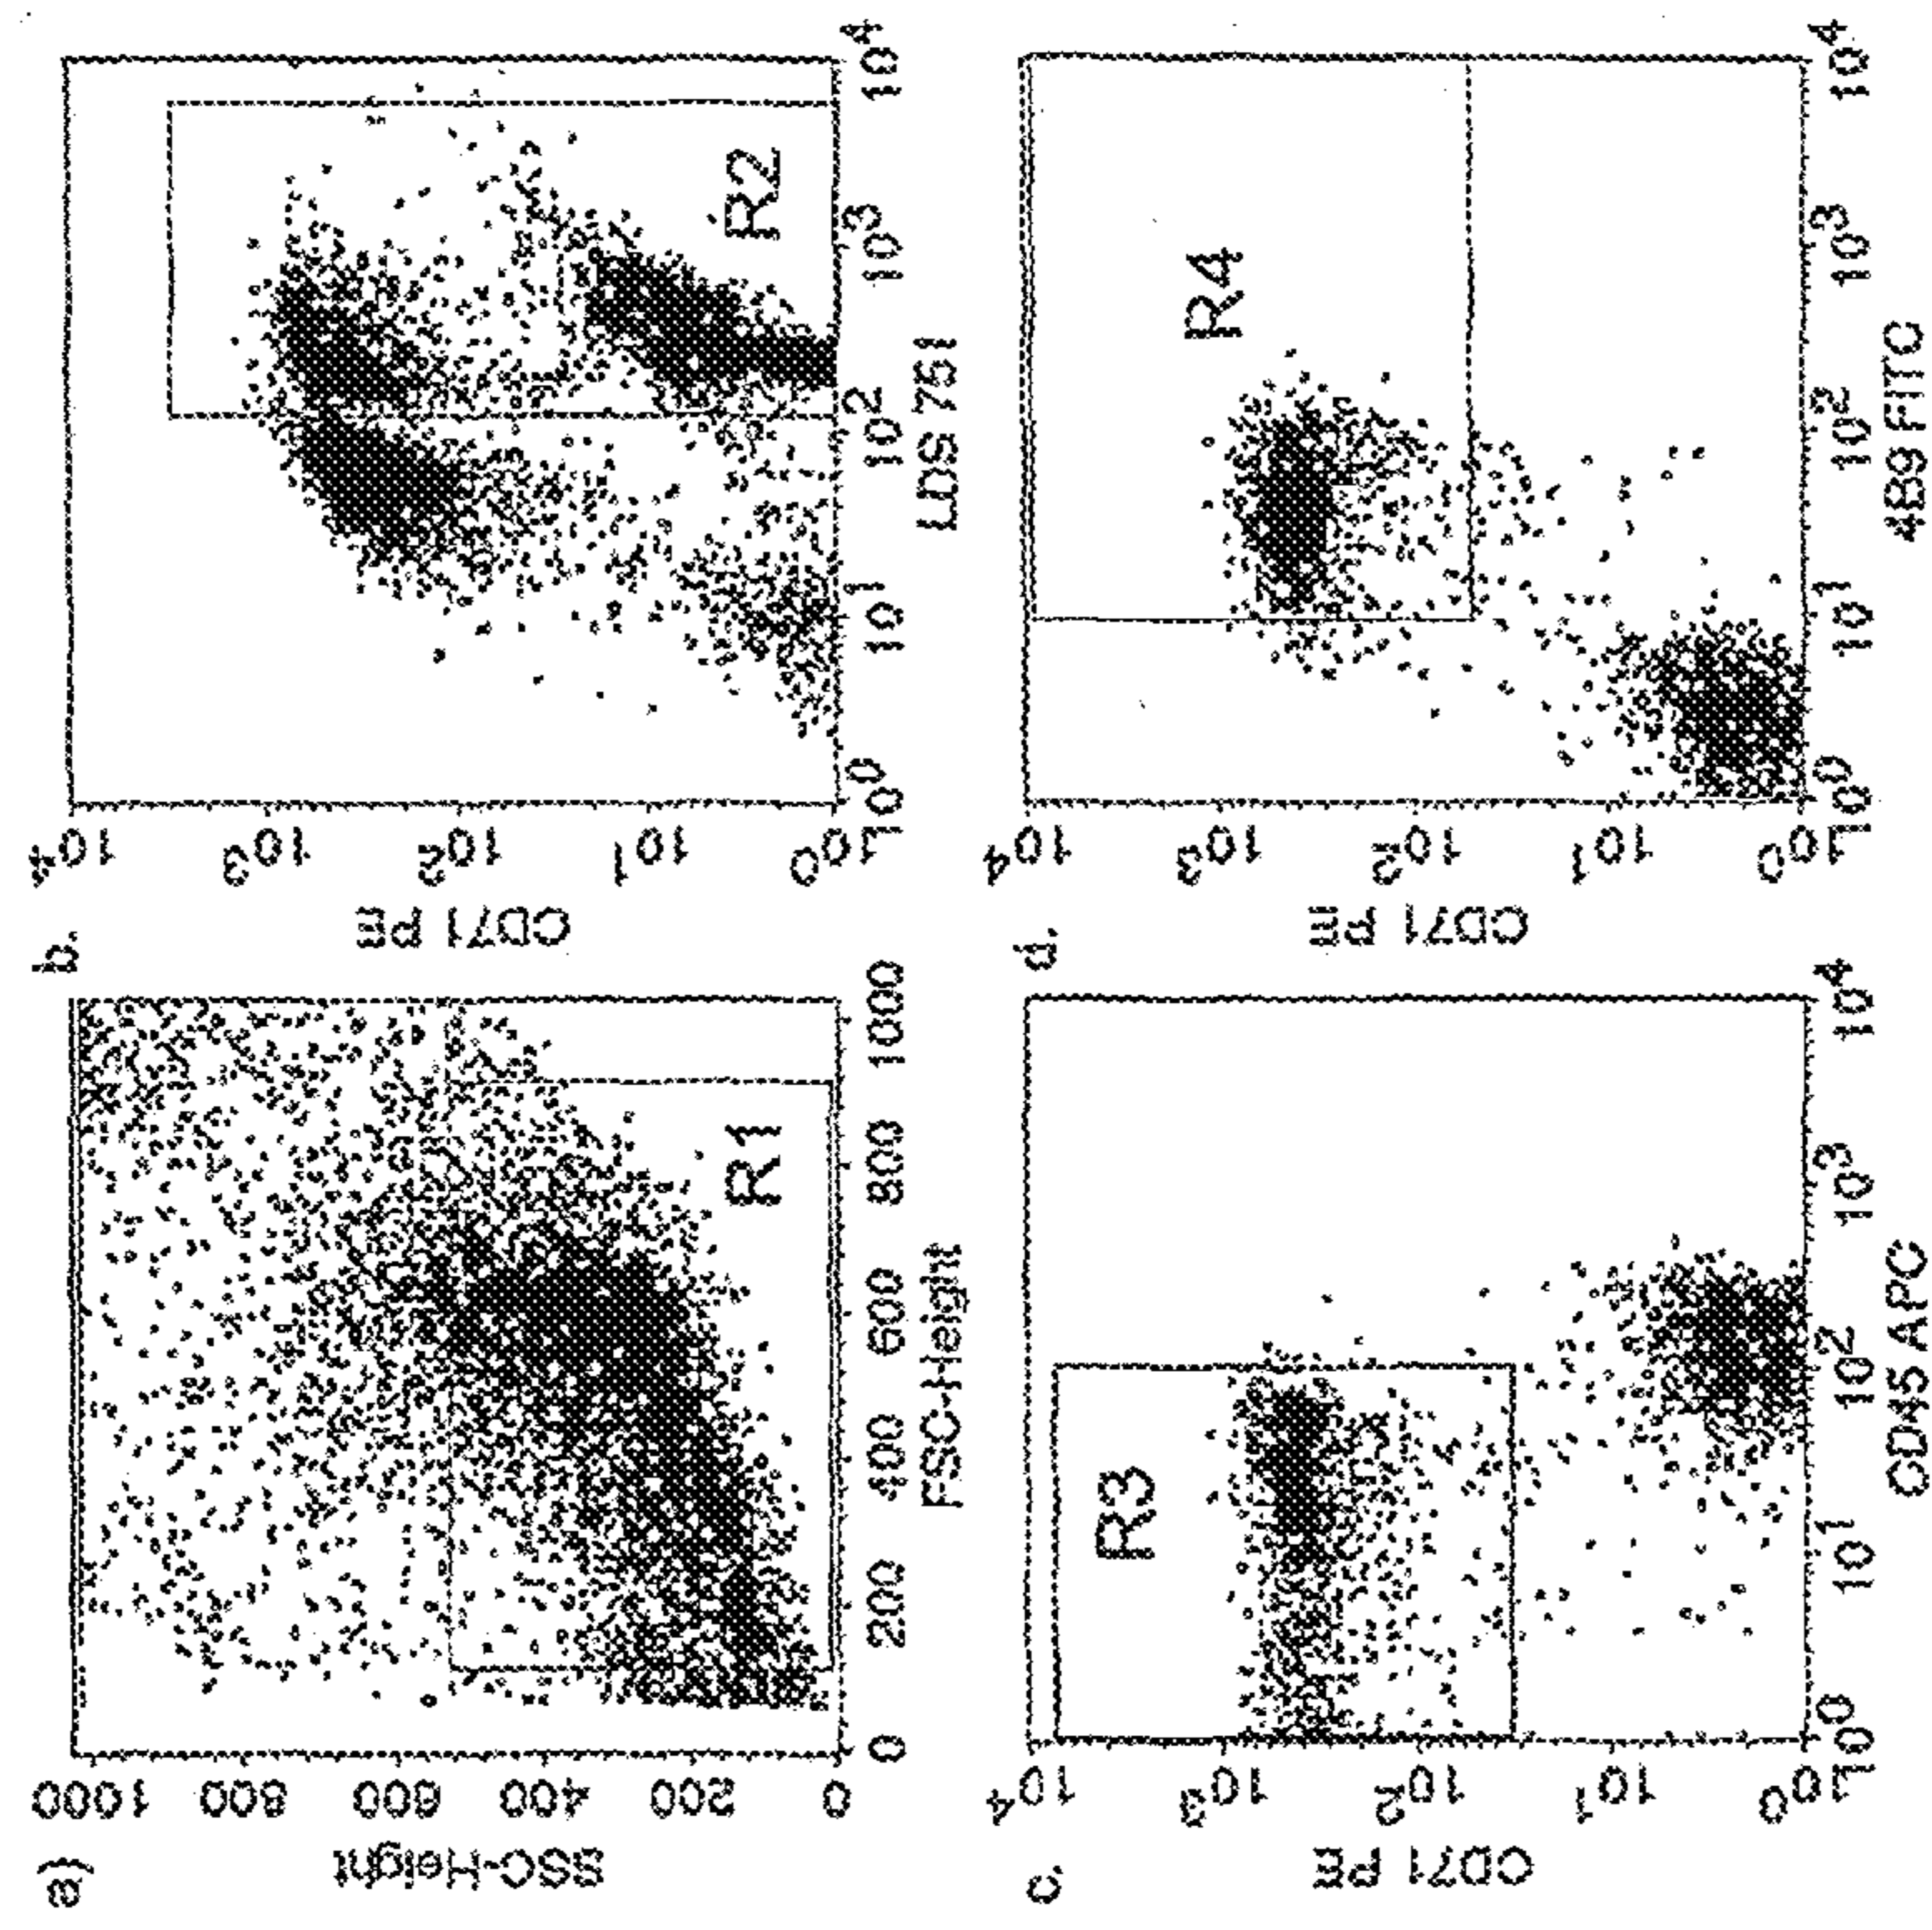 a)
SSC-Height
1000
800
600
400
200
0
0 200 400 600 800 1000
FSC-Height
R1
b.
CD71 PE
10^4
10^3
10^2
10^1
10^0
10^0 10^1 10^2 10^3 10^4
LDS 751
R2
c.
CD71 PE
10^4
10^3
10^2
10^1
10^0
10^0 10^1 10^2 10^3 10^4
CD45 APC
R3
d.
CD71 PE
10^4
10^3
10^2
10^1
10^0
10^0 10^1 10^2 10^3 10^4
4B9 FITC
R4